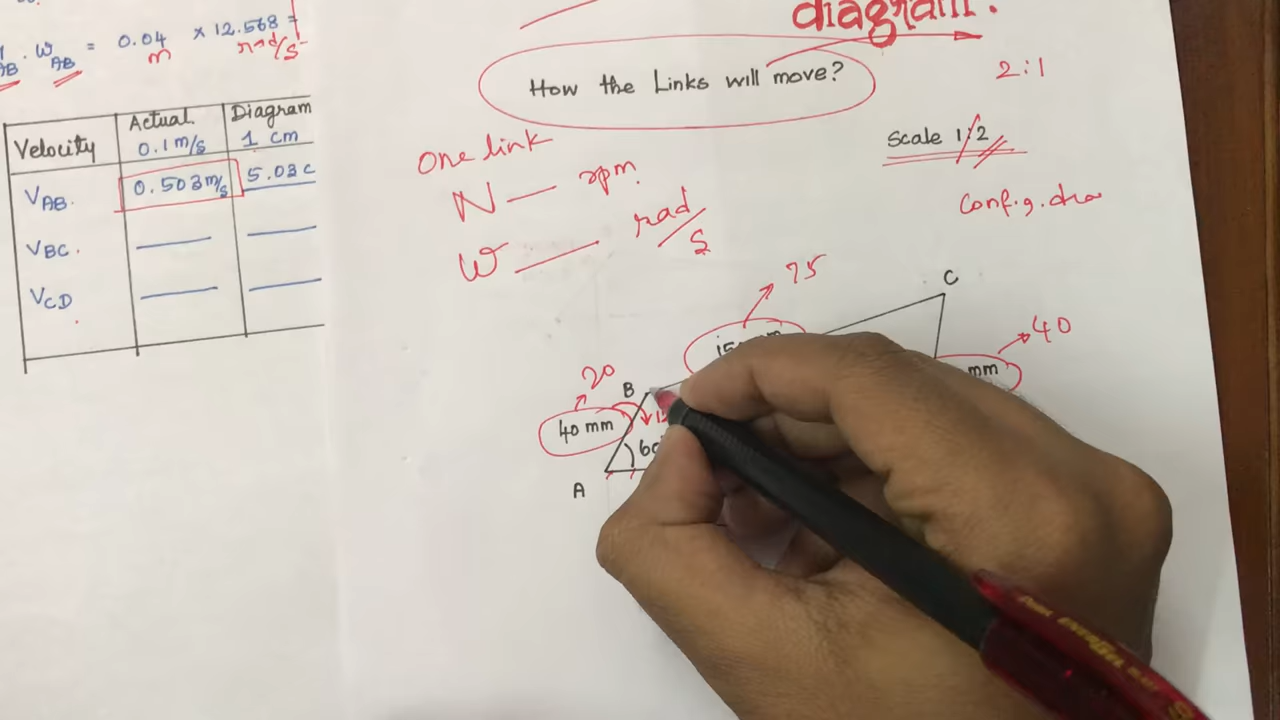 AB . ωAB = 0.04 × 12.568 =
m rad/s
Velocity Actual 0.1 m/s Diagram 1 cm
VAB. 0.503 m/s 5.03 c
VBC.
VCD
diagram.
How the Links will move?
2:1
Scale 1:2
Config.
One link
N — rpm
W — rad/s
75
C
40
mm
20
B
40 mm
A